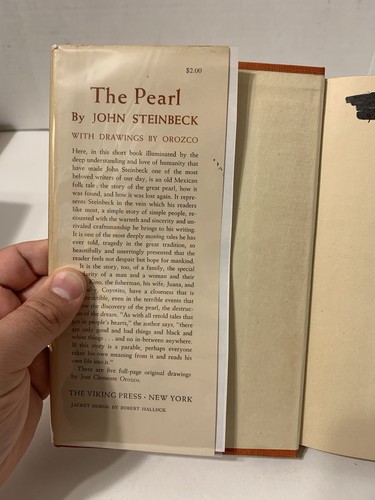 $2.00
The Pearl
By JOHN STEINBECK
WITH DRAWINGS BY OROZCO
Here, in this short book illuminated by the
deep understanding and love of humanity that
have made John Steinbeck one of the most
beloved writers of our day, is an old Mexican
folk tale: the story of the great pearl, how it
was found, and how it was lost again. It repre-
sents Steinbeck in the vein which his readers
like most, a simple story of simple people, re-
counted with the warmth and sincerity and un-
rivaled craftsmanship he brings to his writing.
It is one of the most deeply moving tales he has
ever told, tragedy in the great tradition, so
beautifully and unsparingly presented that the
reader feels not despair but hope for mankind.
It is the story, too, of a family, the special
of a man and a woman and their
the fisherman, his wife, Juana, and
Coyotito, have a closeness that is
even in the terrible events that
the discovery of the pearl, the destruc-
of the dream. "As with all retold tales that
in people's hearts," the author says, "there
are only good and bad things and black and
white things . . . and no in-between anywhere.
If this story is a parable, perhaps everyone
takes his own meaning from it and reads his
own life into it."
There are five full-page original drawings
by José Clemente Orozco.
THE VIKING PRESS • NEW YORK
JACKET DESIGN BY ROBERT HALLOCK